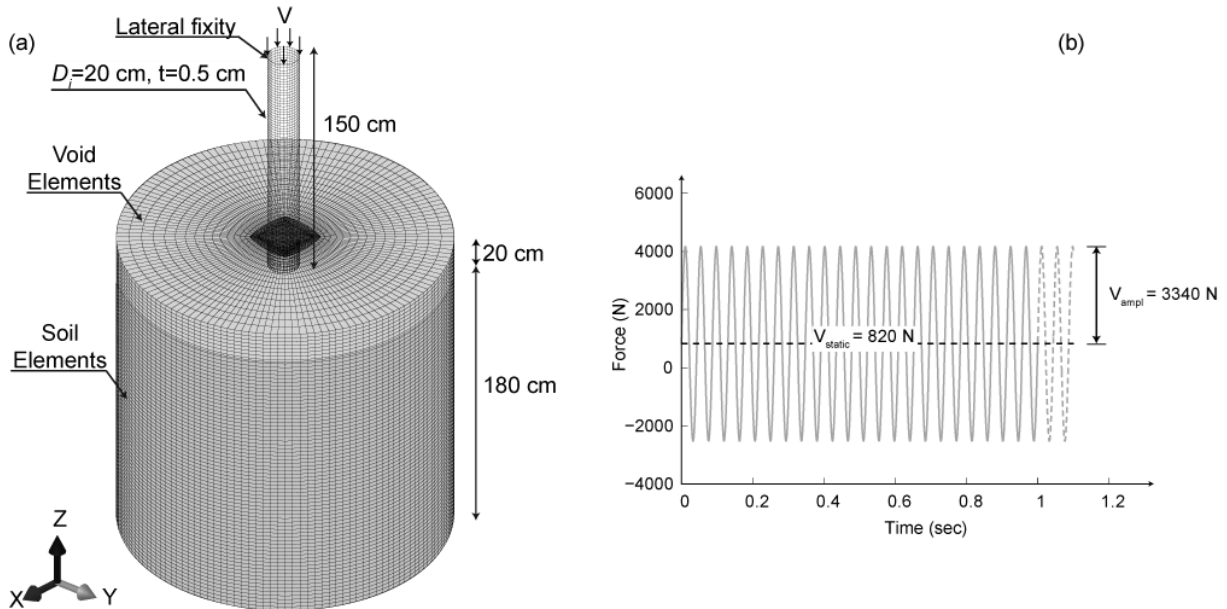 (a)
Lateral fixity
V
D_i=20 cm, t=0.5 cm
150 cm
Void
Elements
20 cm
Soil
Elements
180 cm
Z
X
Y
(b)
6000
4000
2000
0
−2000
−4000
Force (N)
V_static = 820 N
V_ampl = 3340 N
0
0.2
0.4
0.6
0.8
1
1.2
Time (sec)